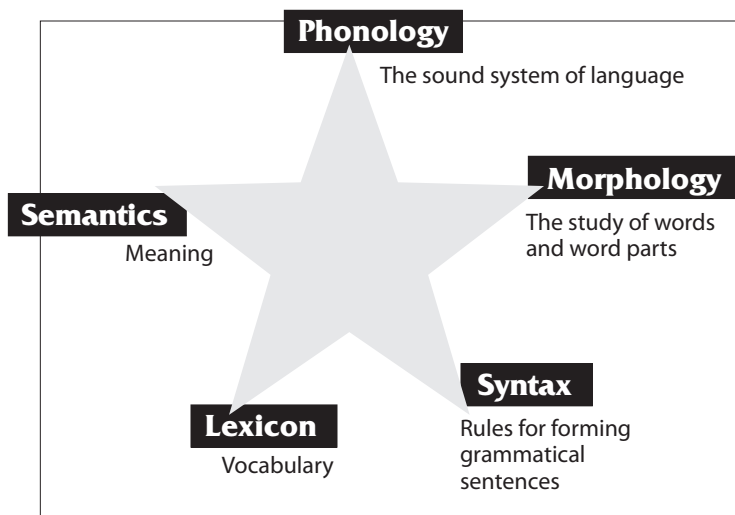 Phonology
The sound system of language
Morphology
The study of words
and word parts
Semantics
Meaning
Syntax
Rules for forming
grammatical
sentences
Lexicon
Vocabulary